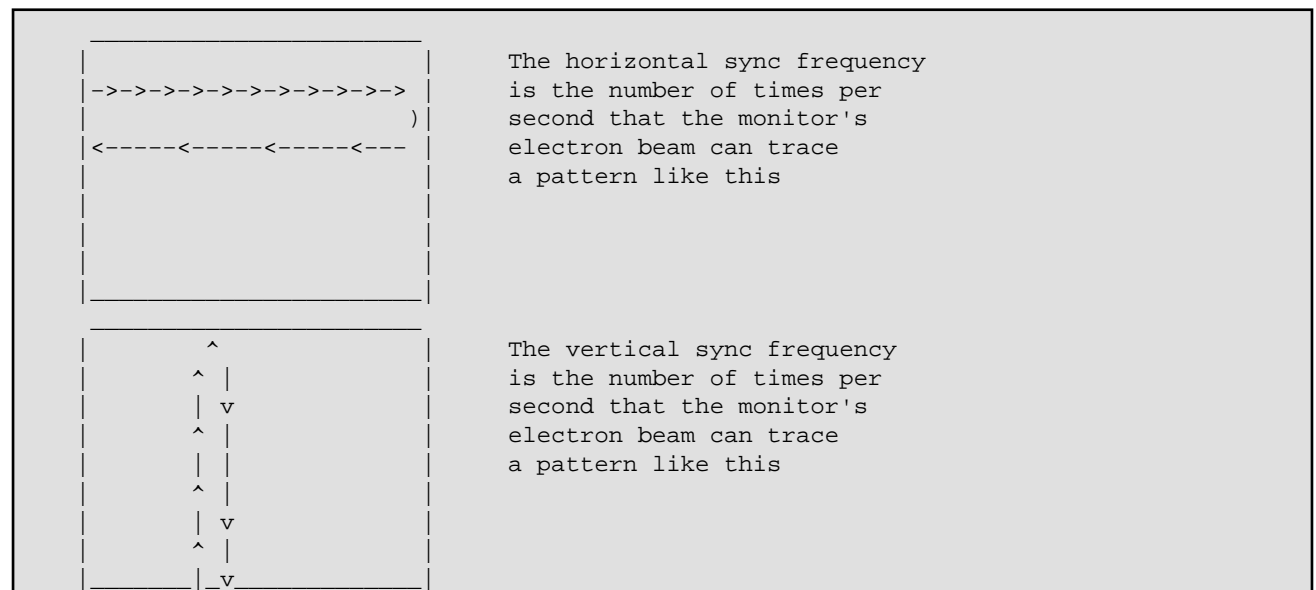 The horizontal sync frequency
is the number of times per
second that the monitor's
electron beam can trace
a pattern like this
The vertical sync frequency
is the number of times per
second that the monitor's
electron beam can trace
a pattern like this